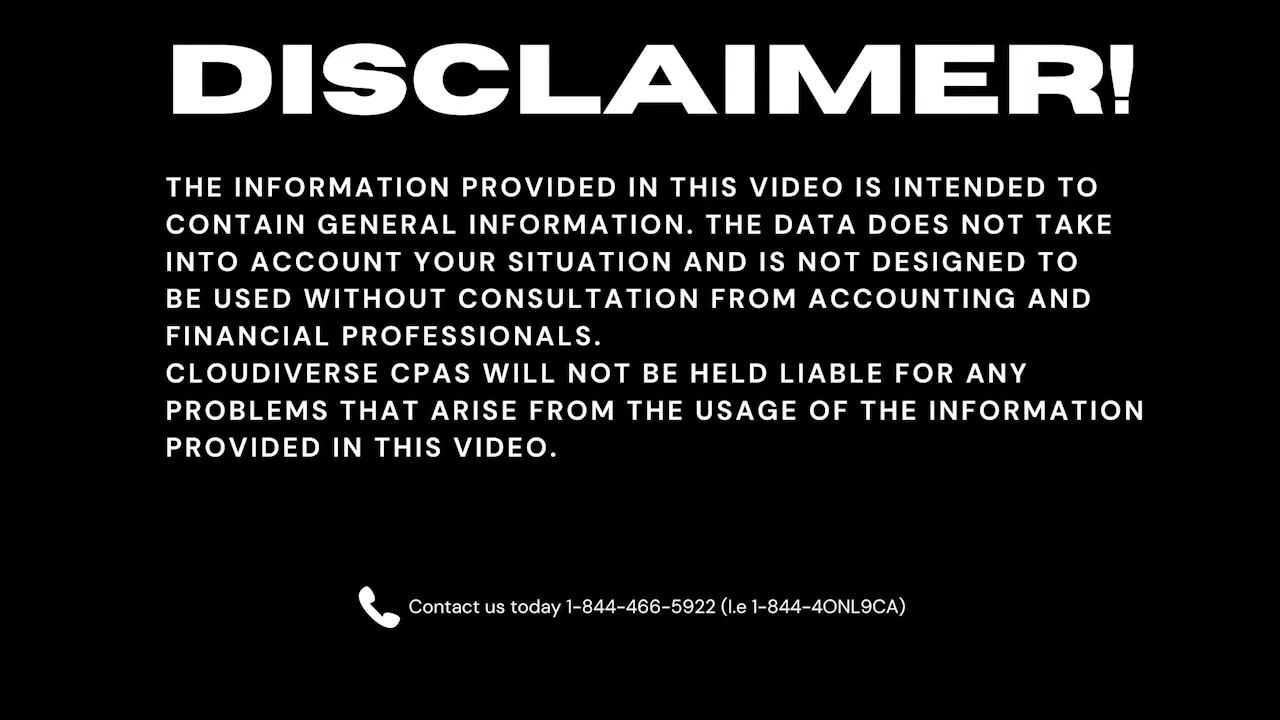 DISCLAIMER!
THE INFORMATION PROVIDED IN THIS VIDEO IS INTENDED TO
CONTAIN GENERAL INFORMATION. THE DATA DOES NOT TAKE
INTO ACCOUNT YOUR SITUATION AND IS NOT DESIGNED TO
BE USED WITHOUT CONSULTATION FROM ACCOUNTING AND
FINANCIAL PROFESSIONALS.
CLOUDIVERSE CPAS WILL NOT BE HELD LIABLE FOR ANY
PROBLEMS THAT ARISE FROM THE USAGE OF THE INFORMATION
PROVIDED IN THIS VIDEO.
Contact us today 1-844-466-5922 (I.e 1-844-4ONL9CA)